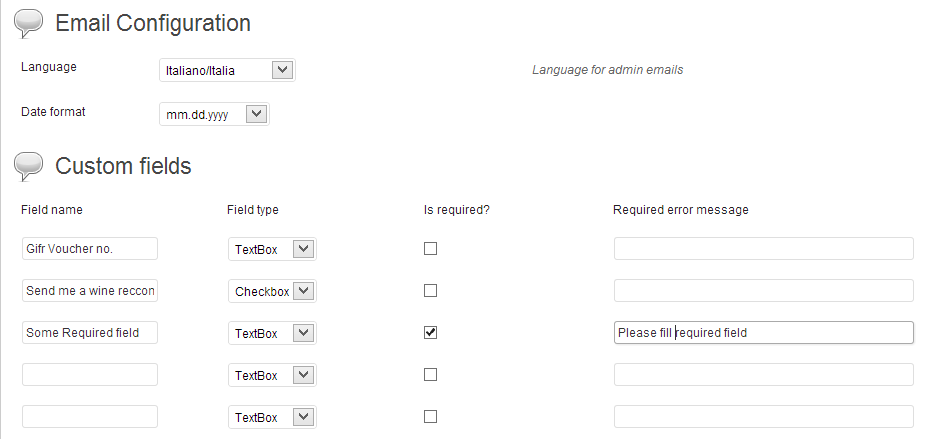 Email Configuration
Language Italiano/Italia Language for admin emails
Date format mm.dd.yyyy
Custom fields
Field name Field type Is required? Required error message
Gifr Voucher no. TextBox
Send me a wine reccon Checkbox
Some Required field TextBox Please fill required field
TextBox
TextBox